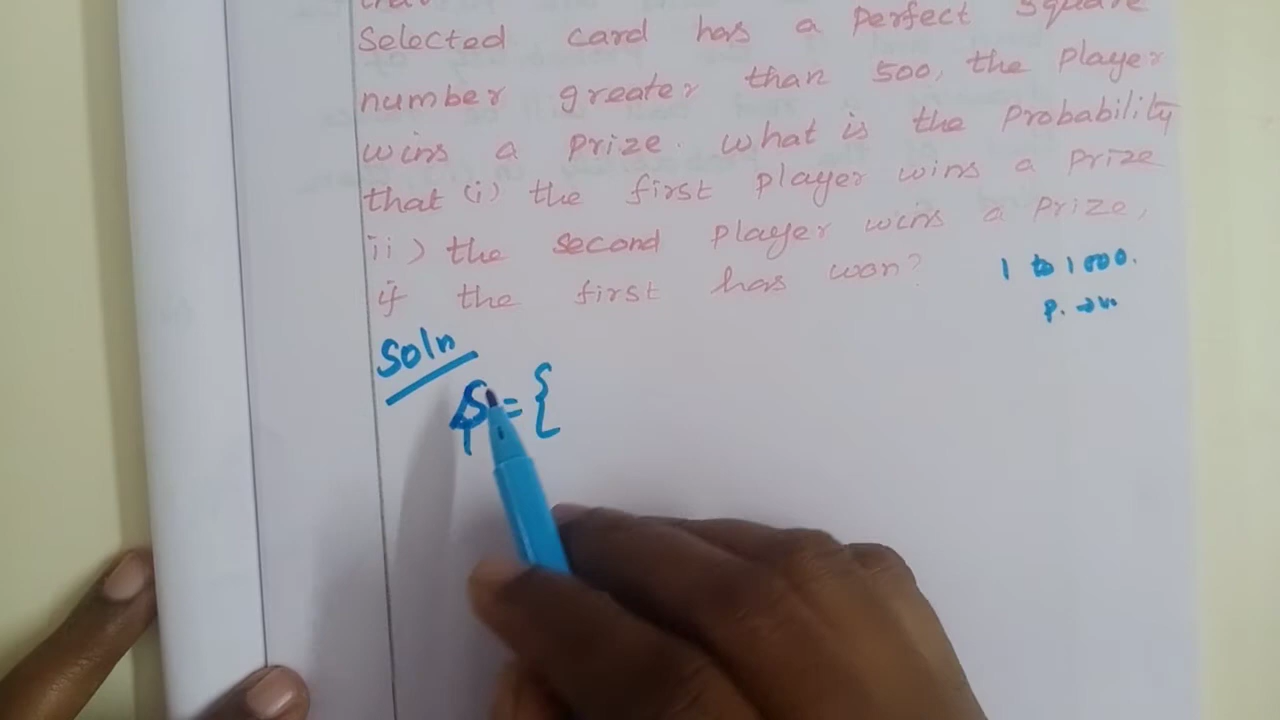 that
Selected card has a perfect square
number greater than 500, the player
wins a prize. what is the probability
that (i) the first player wins a prize
ii) the second player wins a prize,
if the first has won?
1 to 1000.
Soln
S = {